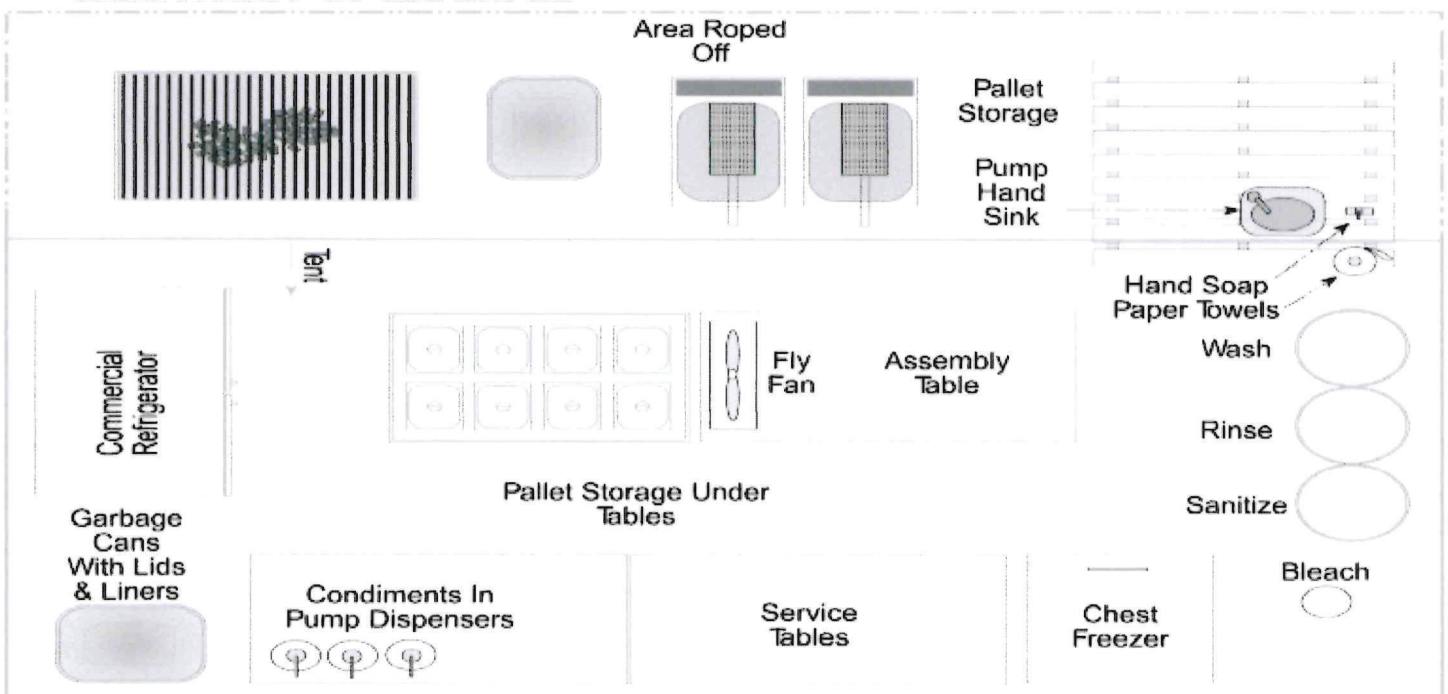 Area Roped
Off
Pallet
Storage
Pump
Hand
Sink
Tent
Hand Soap
Paper Towels
Commercial
Refrigerator
Fly
Fan
Assembly
Table
Wash
Rinse
Sanitize
Pallet Storage Under
Tables
Garbage
Cans
With Lids
& Liners
Condiments In
Pump Dispensers
Service
Tables
Chest
Freezer
Bleach